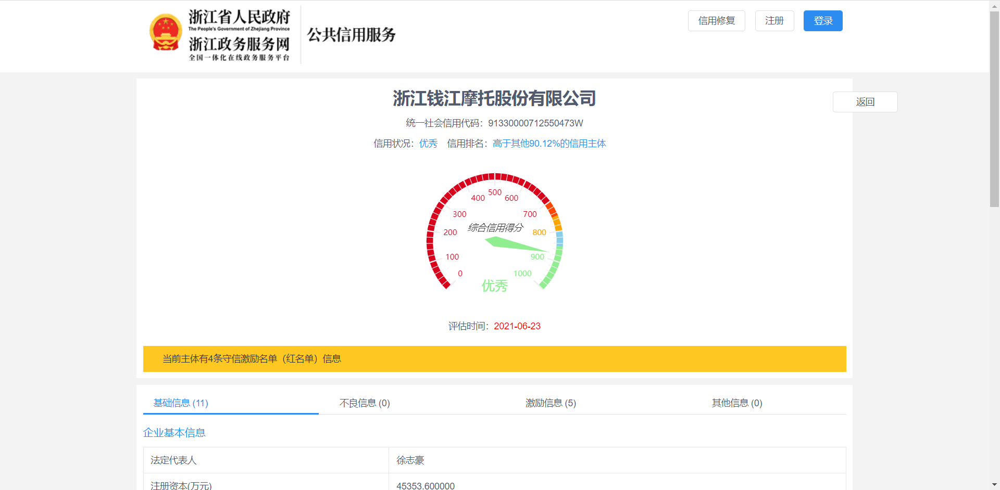 浙江省人民政府
The People's Government of Zhejiang Province
浙江政务服务网
全国一体化在线政务服务平台
公共信用服务
信用修复
注册
登录
浙江钱江摩托股份有限公司
返回
统一社会信用代码：91330000712550473W
信用状况：优秀 信用排名：高于其他90.12%的信用主体
500
400
600
300
700
综合信用得分
200
800
100
900
0
1000
优秀
评估时间：2021-06-23
当前主体有4条守信激励名单（红名单）信息
基础信息 (11)
不良信息 (0)
激励信息 (5)
其他信息 (0)
企业基本信息
法定代表人
徐志豪
注册资本(万元)
45353.600000